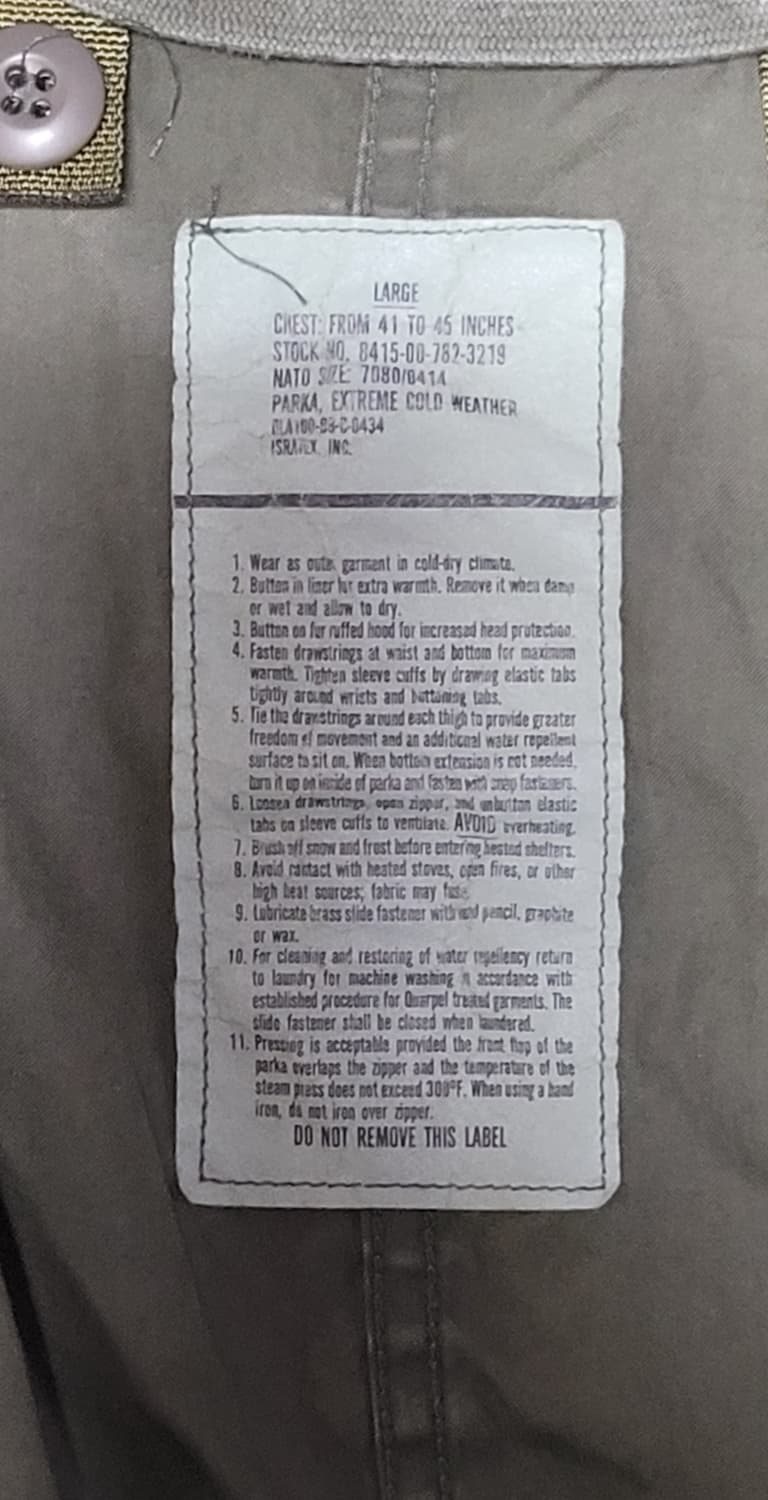 LARGE
CHEST: FROM 41 TO 45 INCHES
STOCK NO. 8415-00-782-3219
NATO SIZE: 7080/0414
PARKA, EXTREME COLD WEATHER
DLA100-93-C-0434
ISRATEX, INC.
1. Wear as outer garment in cold-dry climate.
2. Button in liner for extra warmth. Remove it when damp
or wet and allow to dry.
3. Button on fur ruffed hood for increased head protection.
4. Fasten drawstrings at waist and bottom for maximum
warmth. Tighten sleeve cuffs by drawing elastic tabs
tightly around wrists and buttoning tabs.
5. Tie the drawstrings around each thigh to provide greater
freedom of movement and an additional water repellent
surface to sit on. When bottom extension is not needed,
turn it up on inside of parka and fasten with snap fasteners.
6. Loosen drawstrings, open zipper, and unbutton elastic
tabs on sleeve cuffs to ventilate. AVOID overheating.
7. Brush off snow and frost before entering heated shelters.
8. Avoid contact with heated stoves, open fires, or other
high heat sources; fabric may fuse.
9. Lubricate brass slide fastener with pencil, graphite
or wax.
10. For cleaning and restoring of water repellency return
to laundry for machine washing in accordance with
established procedure for Quarpel treated garments. The
slide fastener shall be closed when laundered.
11. Pressing is acceptable provided the front flap of the
parka overlaps the zipper and the temperature of the
steam press does not exceed 300°F. When using a hand
iron, do not iron over zipper.
DO NOT REMOVE THIS LABEL